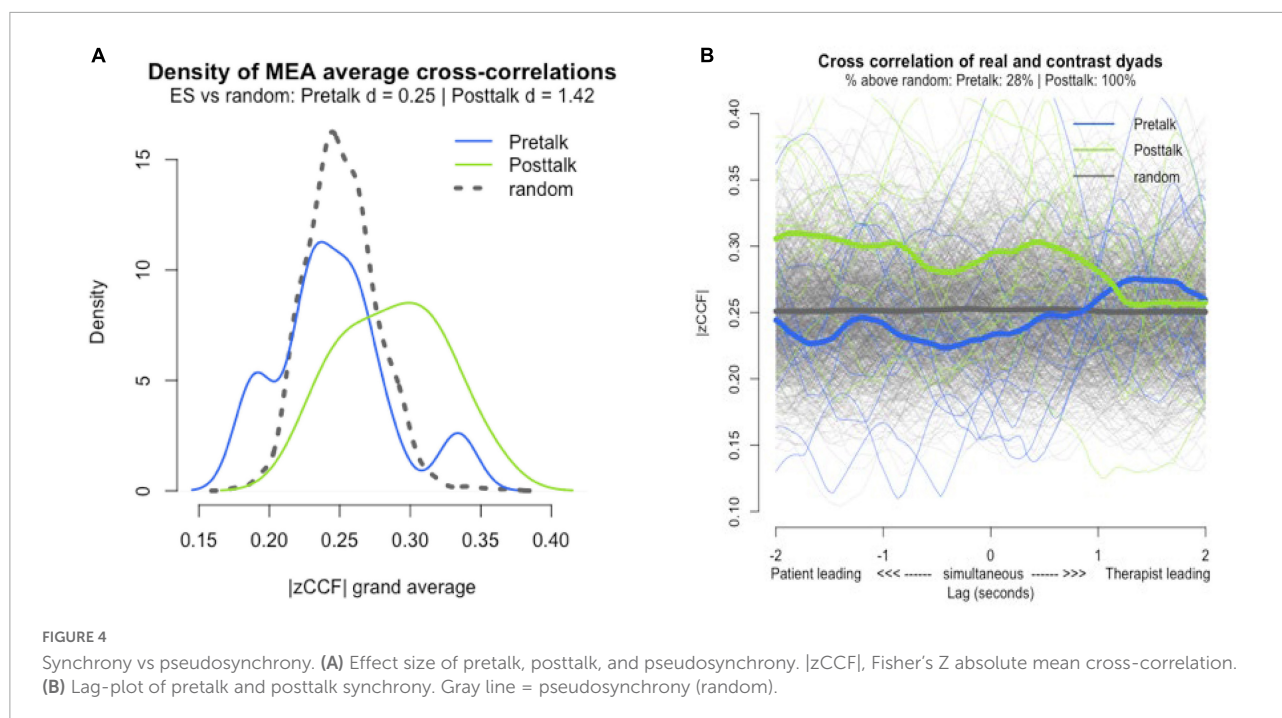 A
Density of MEA average cross-correlations
ES vs random: Pretalk d = 0.25 | Posttalk d = 1.42
Pretalk
Posttalk
random
15
10
5
0
Density
0.15 0.20 0.25 0.30 0.35 0.40
|zCCF| grand average
B
Cross correlation of real and contrast dyads
% above random: Pretalk: 28% | Posttalk: 100%
Pretalk
Posttalk
random
0.40
0.35
0.30
0.25
0.20
0.15
0.10
|zCCF|
-2 -1 0 1 2
Patient leading <<< ------ simultaneous ------ >>> Therapist leading
Lag (seconds)
FIGURE 4
Synchrony vs pseudosynchrony. (A) Effect size of pretalk, posttalk, and pseudosynchrony. |zCCF|, Fisher’s Z absolute mean cross-correlation.
(B) Lag-plot of pretalk and posttalk synchrony. Gray line = pseudosynchrony (random).